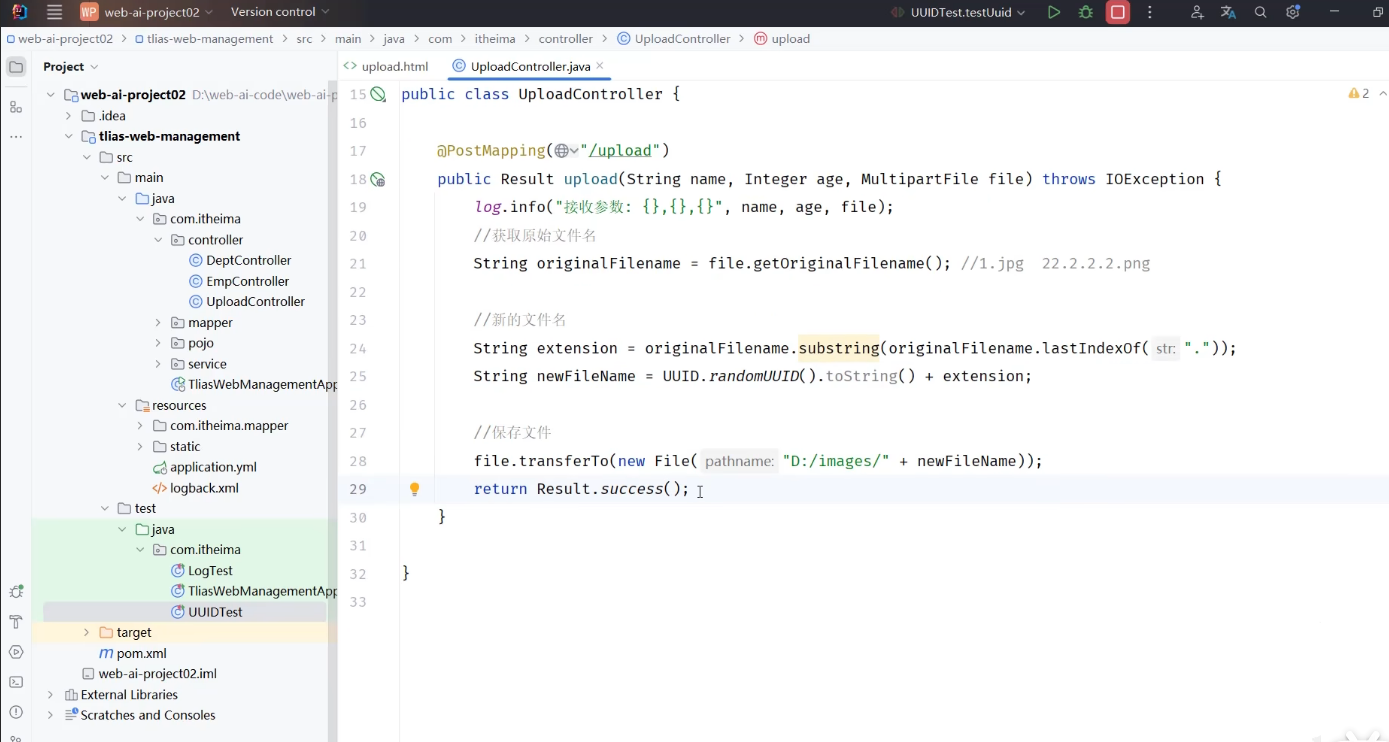 WP web-ai-project02 Version control UUIDTest.testUuid
web-ai-project02 tlias-web-management src main java com itheima controller UploadController upload
Project
upload.html UploadController.java
web-ai-project02 D:\web-ai-code\web-ai-p
.idea
tlias-web-management
src
main
java
com.itheima
controller
DeptController
EmpController
UploadController
mapper
pojo
service
TliasWebManagementApp
resources
com.itheima.mapper
static
application.yml
logback.xml
test
java
com.itheima
LogTest
TliasWebManagementApp
UUIDTest
target
pom.xml
web-ai-project02.iml
External Libraries
Scratches and Consoles
2
15 public class UploadController {
16
17 @PostMapping("/upload")
18 public Result upload(String name, Integer age, MultipartFile file) throws IOException {
19 log.info("接收参数: {},{},{}", name, age, file);
20 //获取原始文件名
21 String originalFilename = file.getOriginalFilename(); //1.jpg 22.2.2.2.png
22
23 //新的文件名
24 String extension = originalFilename.substring(originalFilename.lastIndexOf( str: "."));
25 String newFileName = UUID.randomUUID().toString() + extension;
26
27 //保存文件
28 file.transferTo(new File( pathname: "D:/images/" + newFileName));
29 return Result.success();
30 }
31
32 }
33